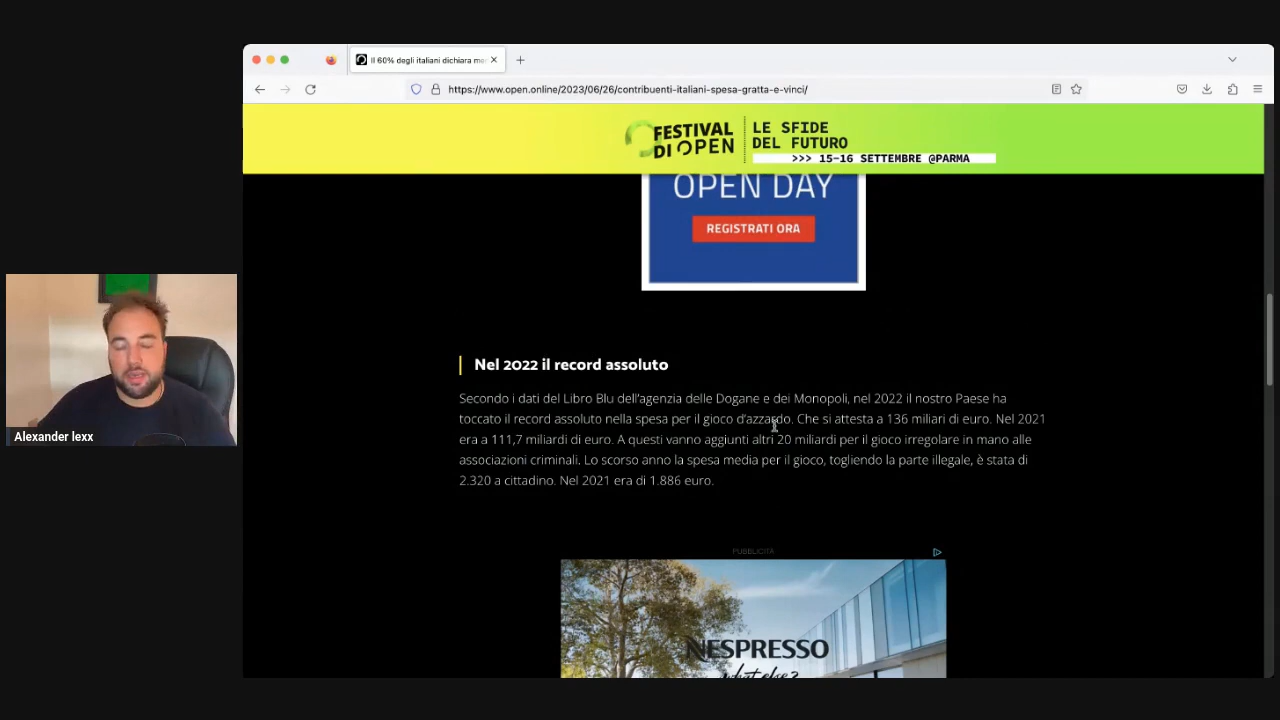 Il 60% degli italiani dichiara me
https://www.open.online/2023/06/26/contribuenti-italiani-spesa-gratta-e-vinci/
FESTIVAL
DI OPEN
LE SFIDE
DEL FUTURO
>>> 15-16 SETTEMBRE @PARMA
OPEN DAY
REGISTRATI ORA
Nel 2022 il record assoluto
Secondo i dati del Libro Blu dell'agenzia delle Dogane e dei Monopoli, nel 2022 il nostro Paese ha
toccato il record assoluto nella spesa per il gioco d'azzardo. Che si attesta a 136 miliari di euro. Nel 2021
era a 111,7 miliardi di euro. A questi vanno aggiunti altri 20 miliardi per il gioco irregolare in mano alle
associazioni criminali. Lo scorso anno la spesa media per il gioco, togliendo la parte illegale, è stata di
2.320 a cittadino. Nel 2021 era di 1.886 euro.
PUBBLICITÀ
NESPRESSO
what else?
Alexander lexx